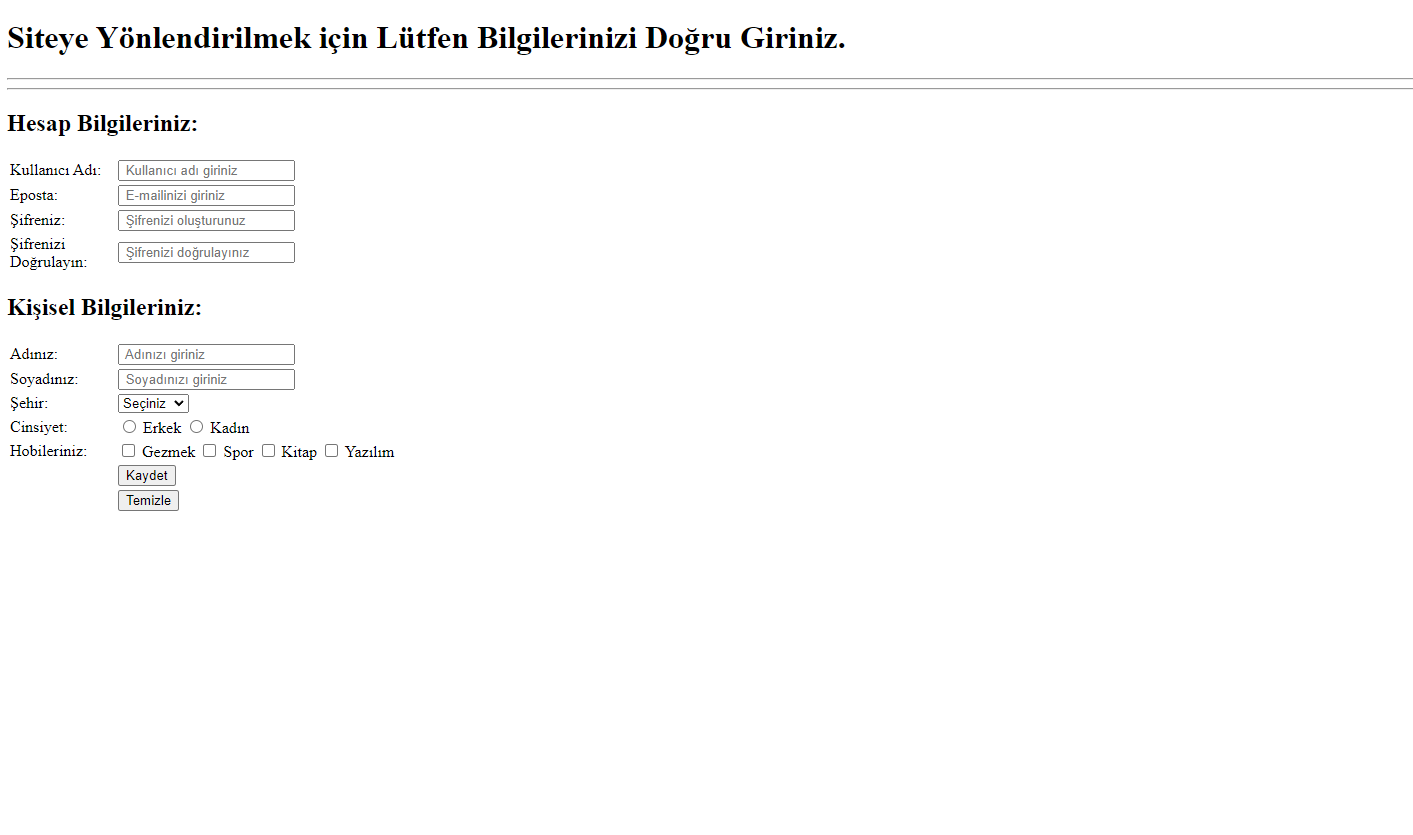 Siteye Yönlendirilmek için Lütfen Bilgilerinizi Doğru Giriniz.
Hesap Bilgileriniz:
Kullanıcı Adı: Kullanıcı adı giriniz
Eposta: E-mailinizi giriniz
Şifreniz: Şifrenizi oluşturunuz
Şifrenizi
Doğrulayın: Şifrenizi doğrulayınız
Kişisel Bilgileriniz:
Adınız: Adınızı giriniz
Soyadınız: Soyadınızı giriniz
Şehir: Seçiniz
Cinsiyet: Erkek Kadın
Hobileriniz: Gezmek Spor Kitap Yazılım
Kaydet
Temizle